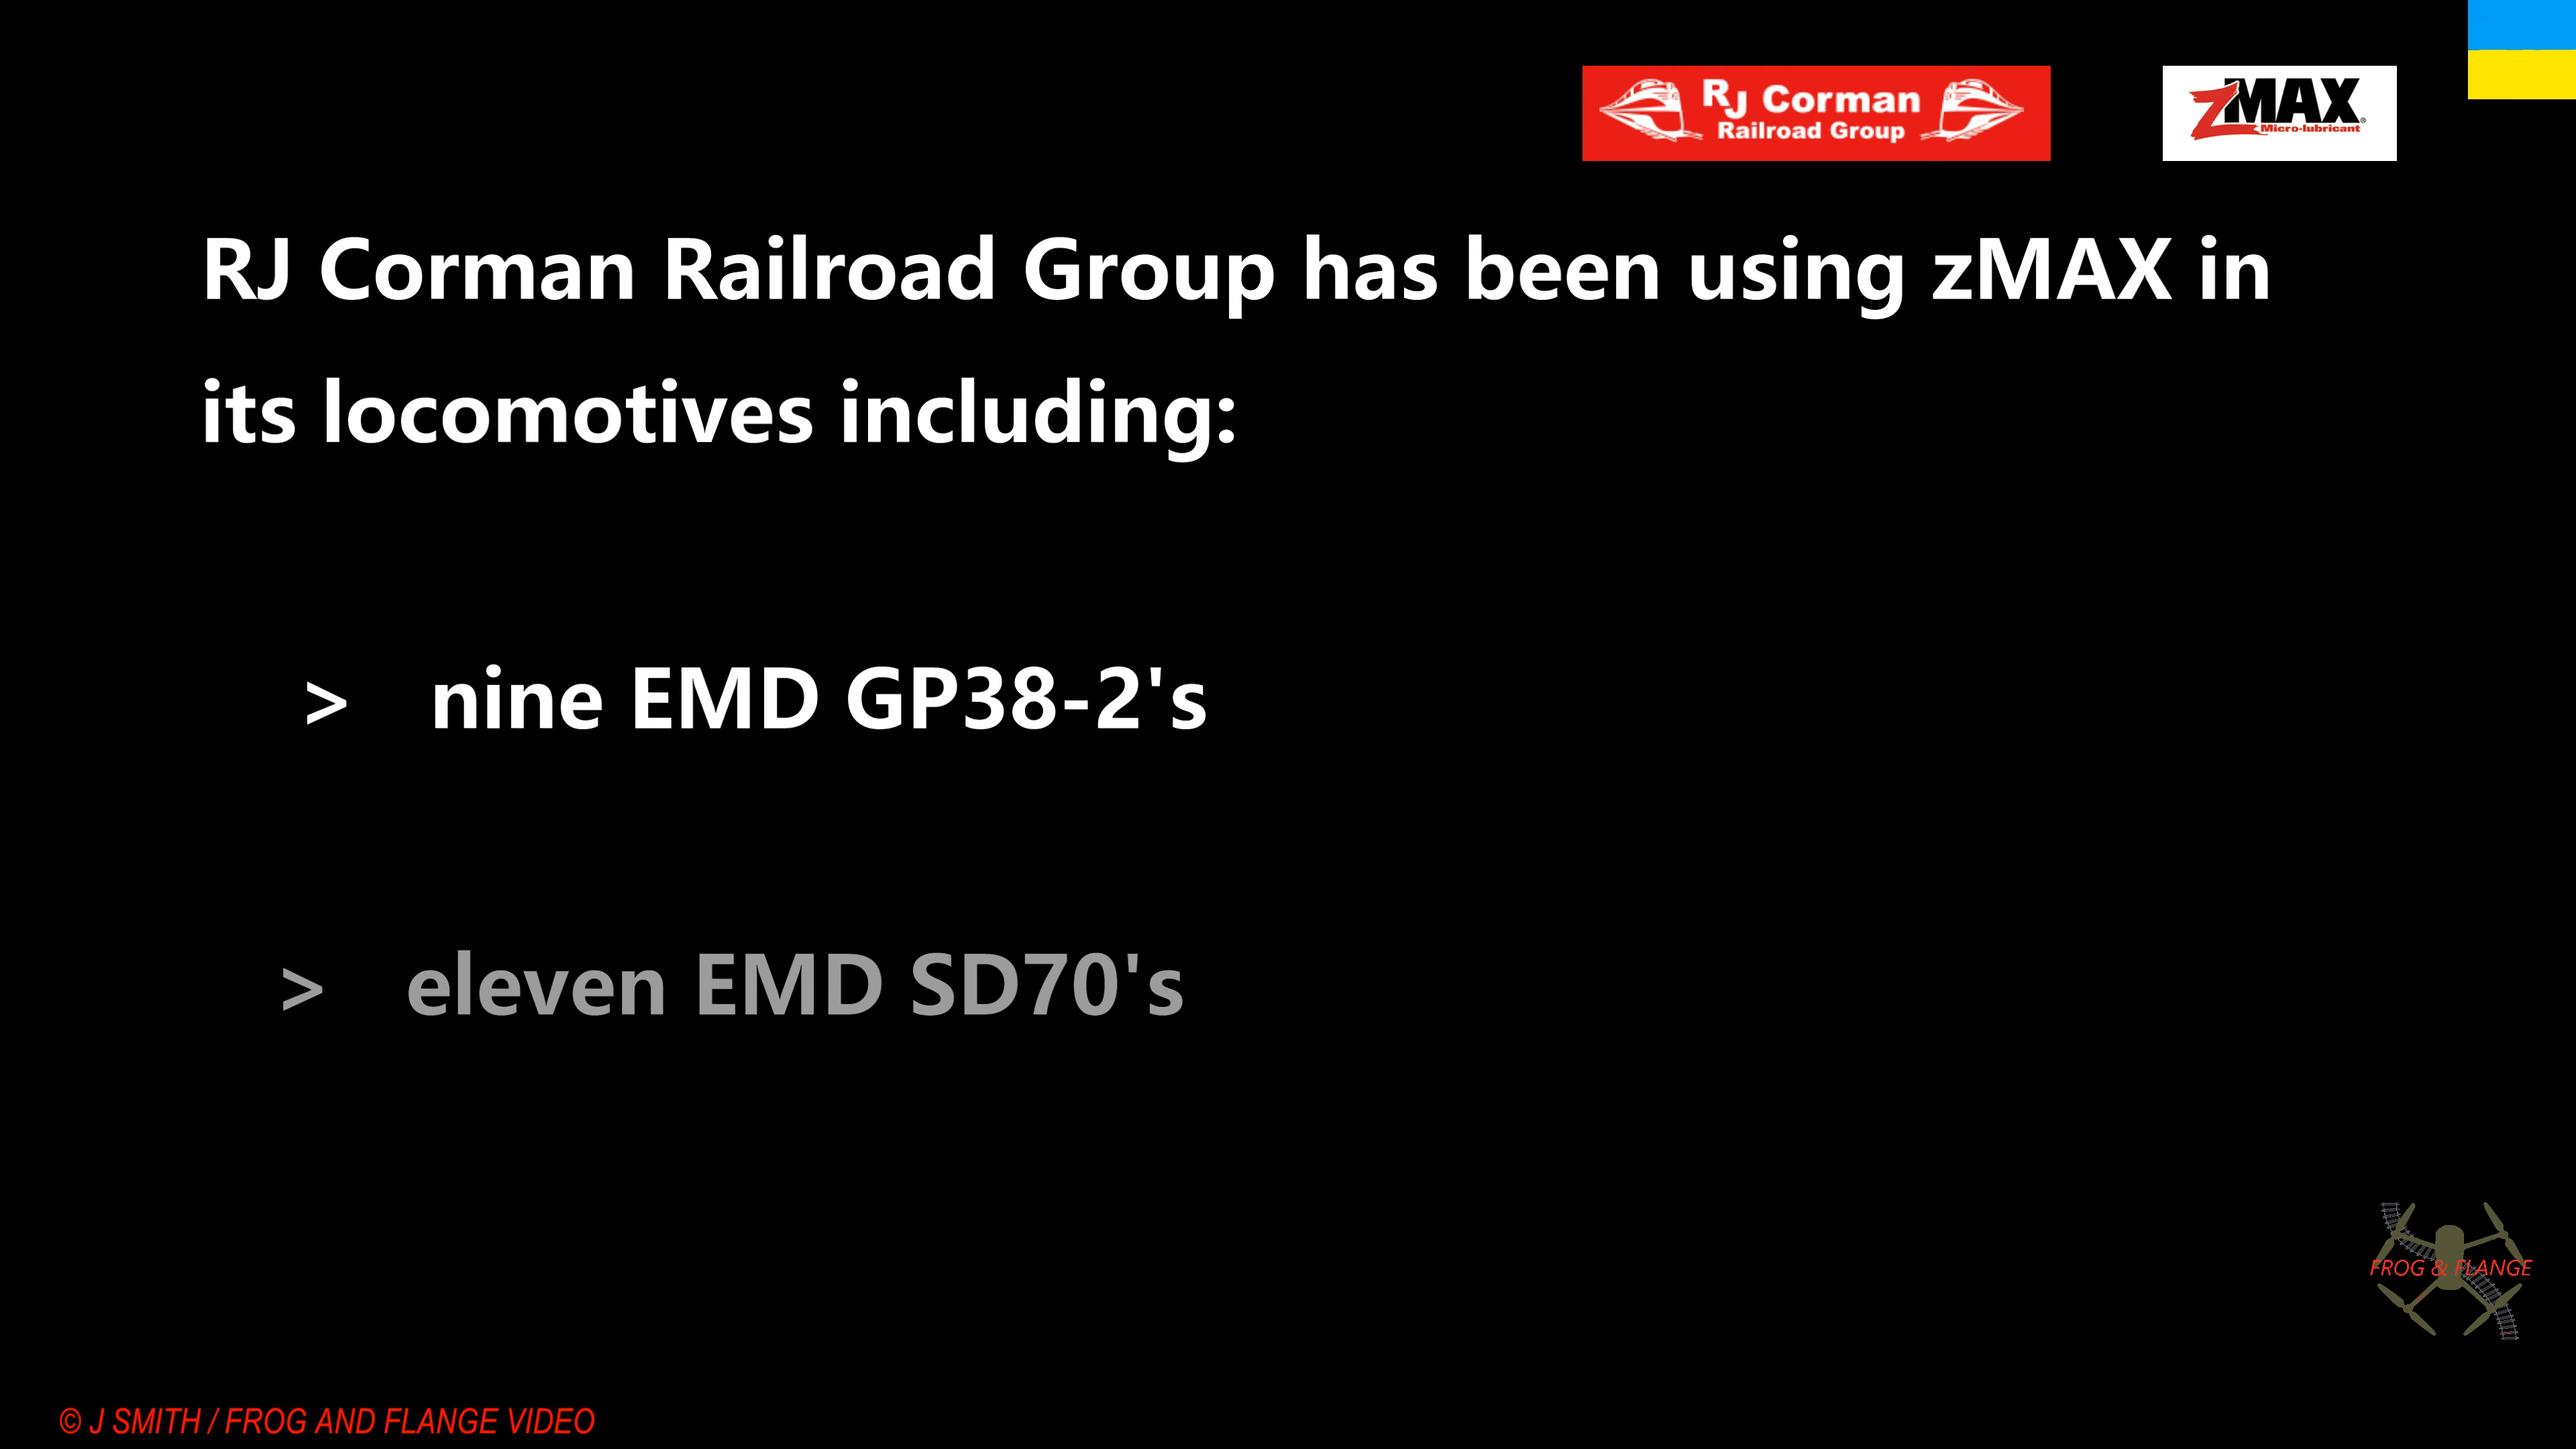 RJ Corman
Railroad Group
zMAX®
Micro-lubricant
RJ Corman Railroad Group has been using zMAX in
its locomotives including:
> nine EMD GP38-2's
> eleven EMD SD70's
FROG & FLANGE
© J SMITH / FROG AND FLANGE VIDEO